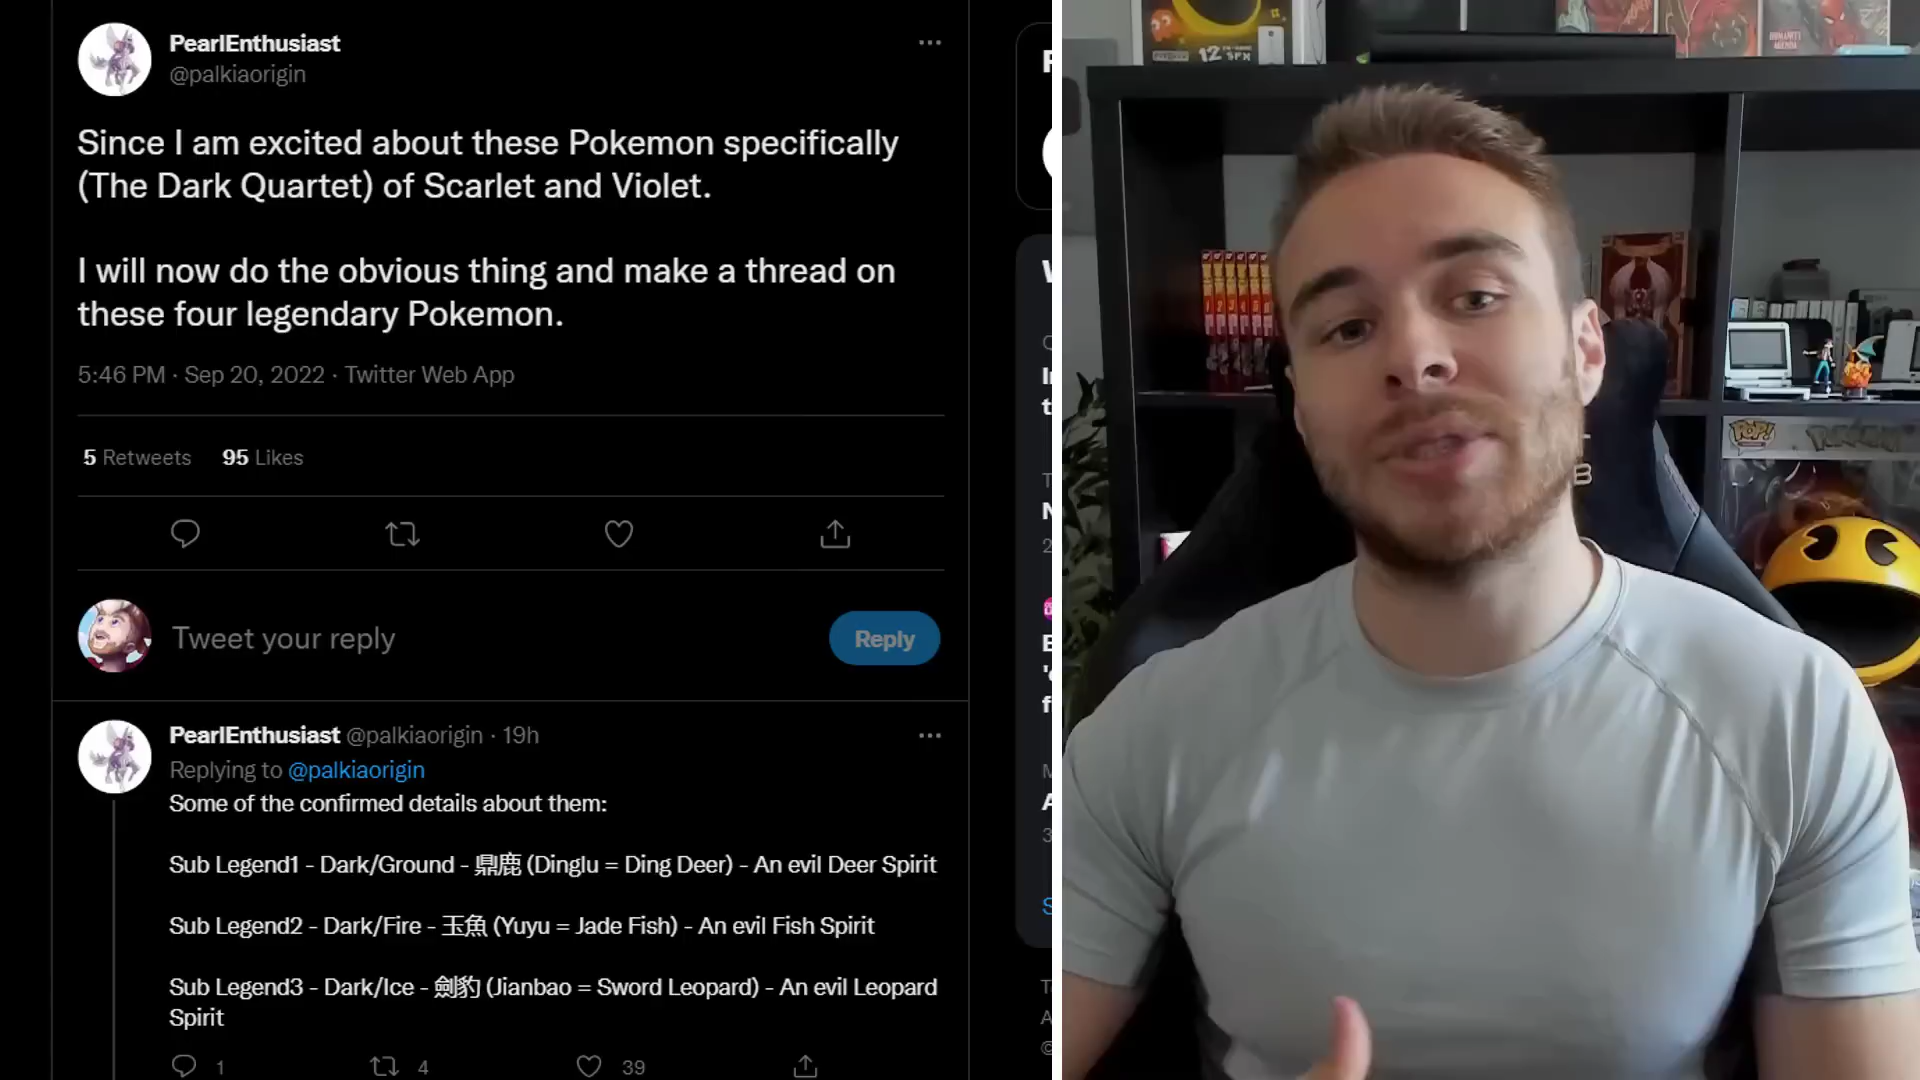 PearlEnthusiast
@palkiaorigin
Since I am excited about these Pokemon specifically
(The Dark Quartet) of Scarlet and Violet.
I will now do the obvious thing and make a thread on
these four legendary Pokemon.
5:46 PM · Sep 20, 2022 · Twitter Web App
5 Retweets 95 Likes
Tweet your reply
Reply
PearlEnthusiast @palkiaorigin · 19h
Replying to @palkiaorigin
Some of the confirmed details about them:
Sub Legend1 - Dark/Ground - 鼎鹿 (Dinglu = Ding Deer) - An evil Deer Spirit
Sub Legend2 - Dark/Fire - 玉魚 (Yuyu = Jade Fish) - An evil Fish Spirit
Sub Legend3 - Dark/Ice - 劍豹 (Jianbao = Sword Leopard) - An evil Leopard
Spirit
1 4 39
12
POP!